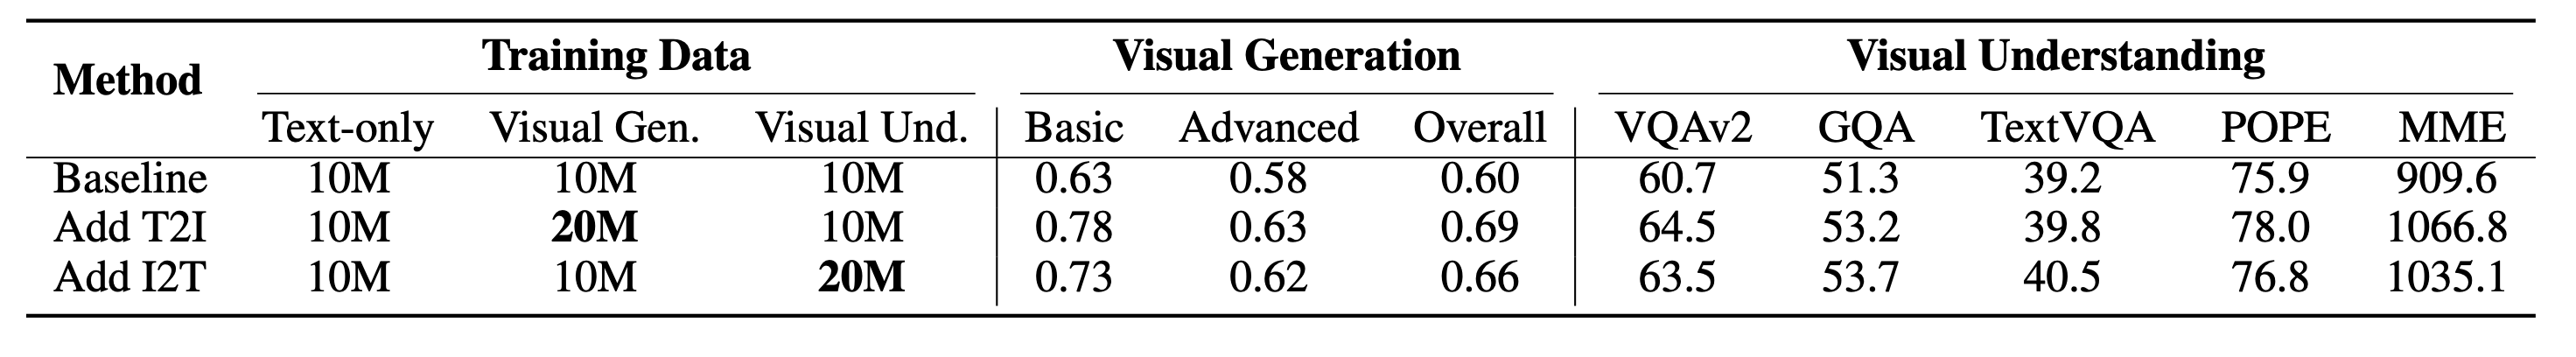 Method Training Data Visual Generation Visual Understanding
Text-only Visual Gen. Visual Und. Basic Advanced Overall VQAv2 GQA TextVQA POPE MME
Baseline 10M 10M 10M 0.63 0.58 0.60 60.7 51.3 39.2 75.9 909.6
Add T2I 10M 20M 10M 0.78 0.63 0.69 64.5 53.2 39.8 78.0 1066.8
Add I2T 10M 10M 20M 0.73 0.62 0.66 63.5 53.7 40.5 76.8 1035.1